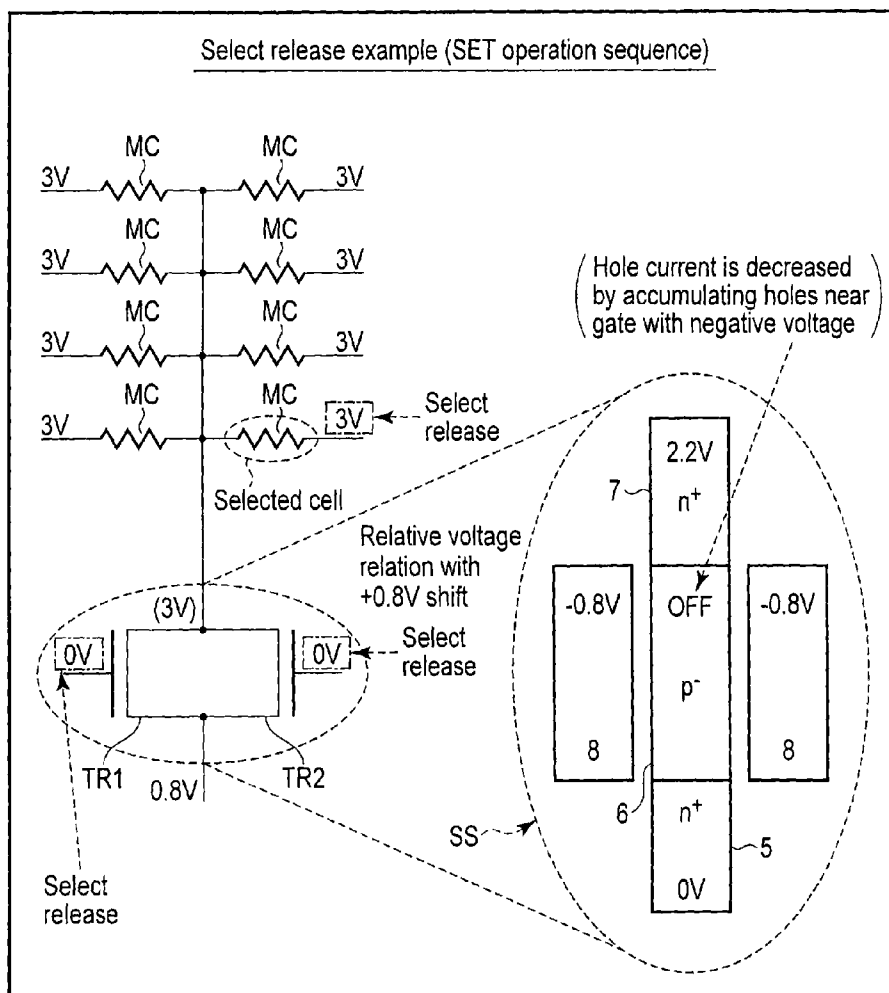 Select release example (SET operation sequence)
MC MC
3V 3V
MC MC
3V 3V
MC MC
3V 3V
MC MC
3V 3V
Select
release
Selected cell
(Hole current is decreased
by accumulating holes near
gate with negative voltage)
Relative voltage
relation with
+0.8V shift
(3V)
0V 0V
Select
release
TR1 TR2
0.8V
Select
release
2.2V
7 n+
-0.8V OFF -0.8V
p-
8 8
6
n+
5
SS
0V